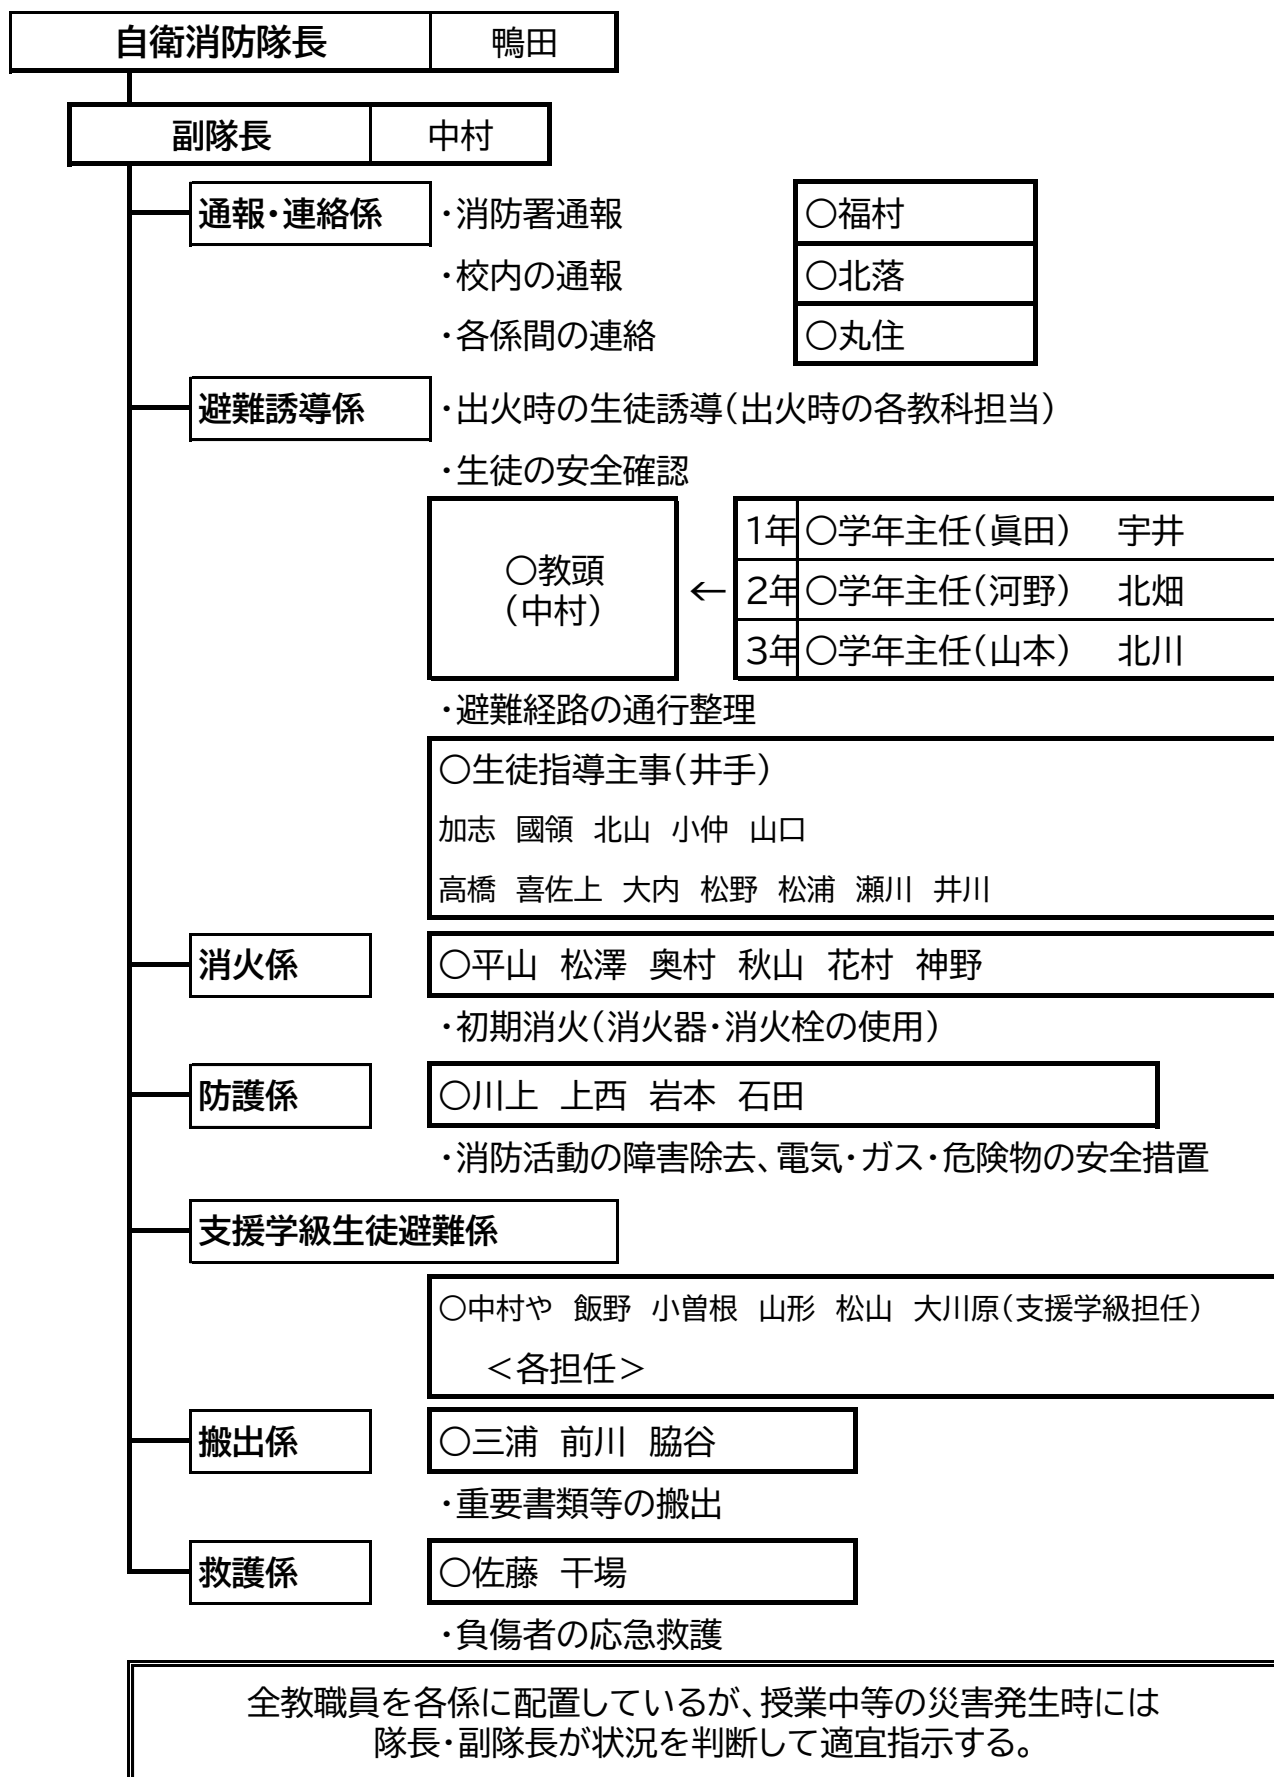 自衛消防隊長 鴨田
副隊長 中村
通報・連絡係 ・消防署通報 〇福村
・校内の通報 〇北落
・各係間の連絡 〇丸住
避難誘導係 ・出火時の生徒誘導(出火時の各教科担当)
・生徒の安全確認
〇教頭
(中村)
←
1年 〇学年主任(眞田) 宇井
2年 〇学年主任(河野) 北畑
3年 〇学年主任(山本) 北川
・避難経路の通行整理
〇生徒指導主事(井手)
加志 國領 北山 小仲 山口
高橋 喜佐上 大内 松野 松浦 瀬川 井川
消火係 〇平山 松澤 奥村 秋山 花村 神野
・初期消火(消火器・消火栓の使用)
防護係 〇川上 上西 岩本 石田
・消防活動の障害除去、電気・ガス・危険物の安全措置
支援学級生徒避難係
〇中村や 飯野 小曽根 山形 松山 大川原(支援学級担任)
＜各担任＞
搬出係 〇三浦 前川 脇谷
・重要書類等の搬出
救護係 〇佐藤 干場
・負傷者の応急救護
全教職員を各係に配置しているが、授業中等の災害発生時には
隊長・副隊長が状況を判断して適宜指示する。